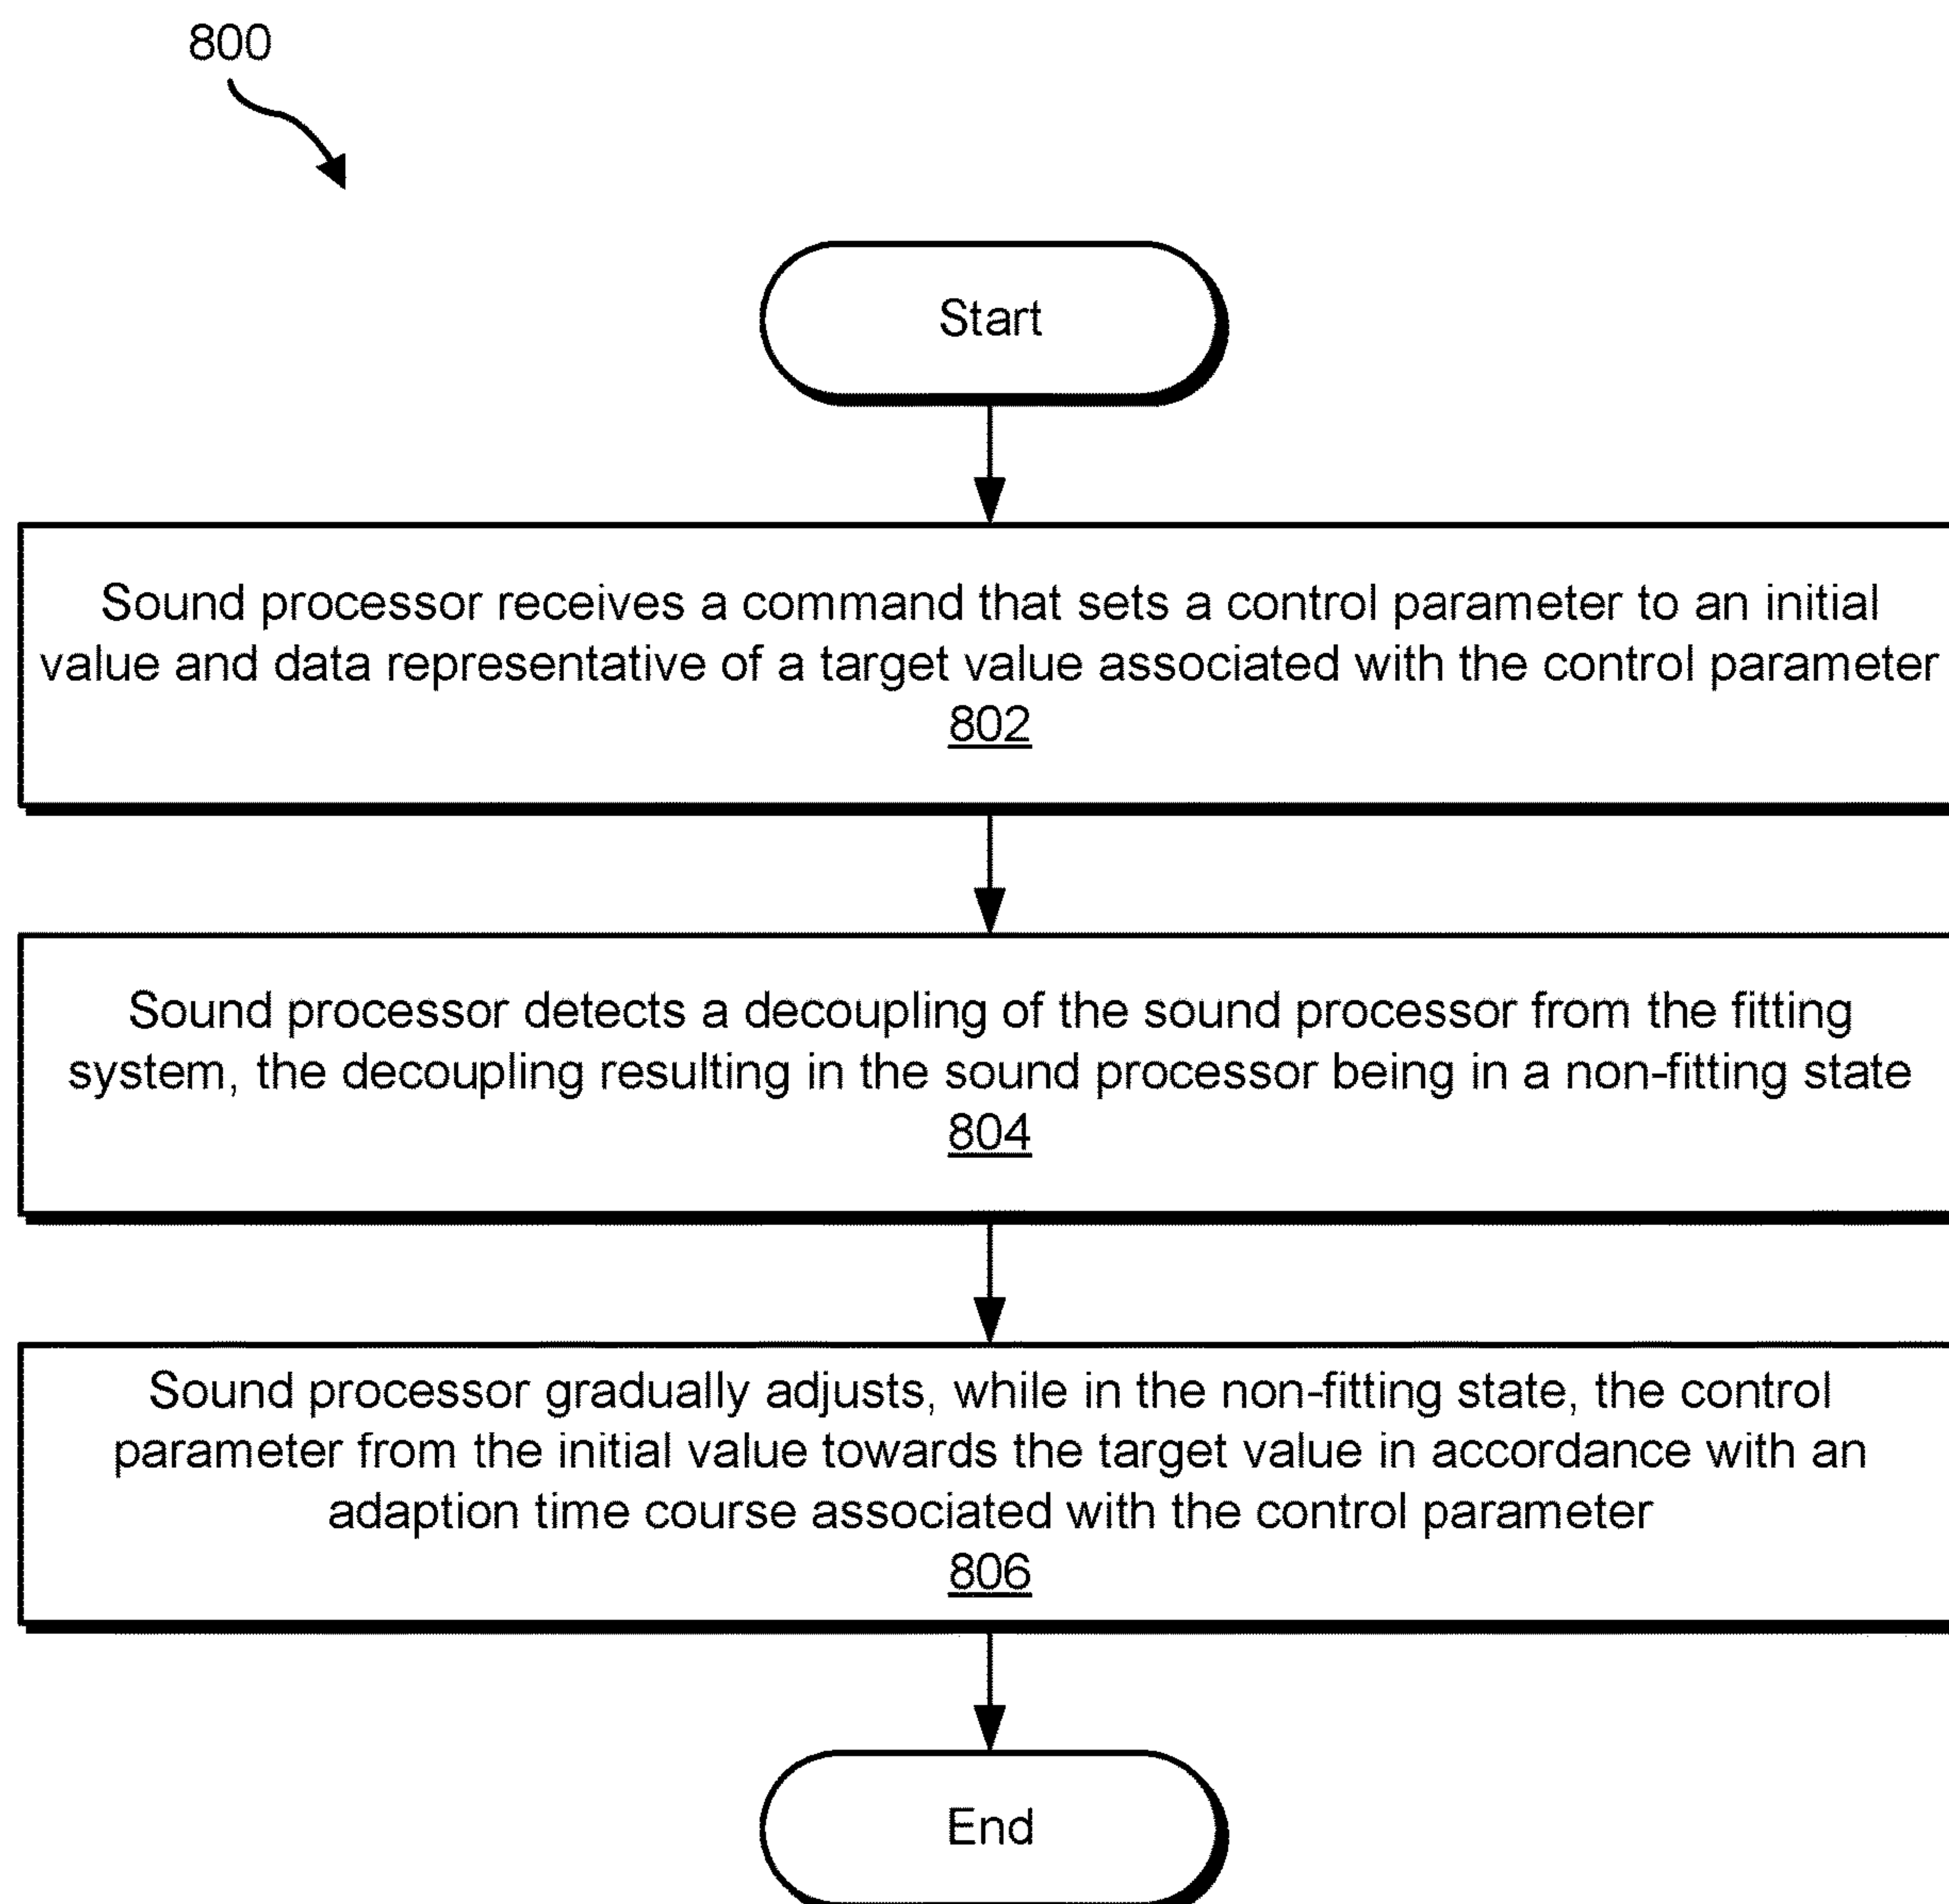 800
Start
Sound processor receives a command that sets a control parameter to an initial
value and data representative of a target value associated with the control parameter
802
Sound processor detects a decoupling of the sound processor from the fitting
system, the decoupling resulting in the sound processor being in a non-fitting state
804
Sound processor gradually adjusts, while in the non-fitting state, the control
parameter from the initial value towards the target value in accordance with an
adaption time course associated with the control parameter
806
End